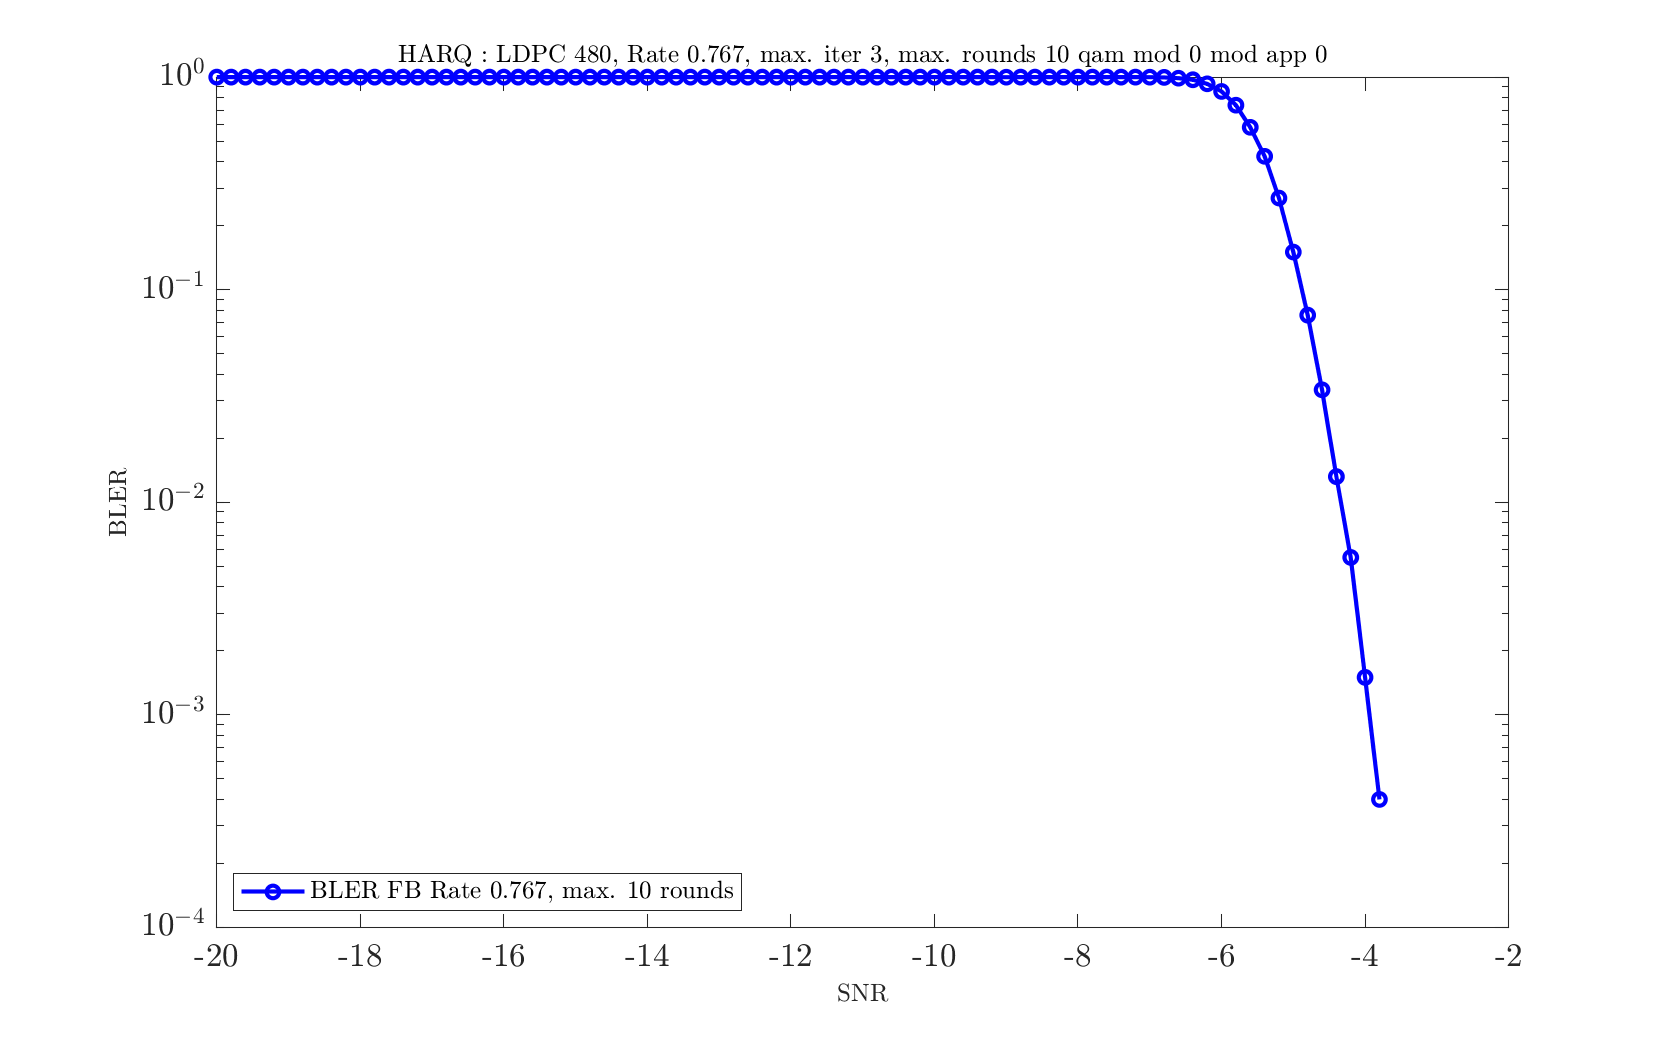 HARQ : LDPC 480, Rate 0.767, max. iter 3, max. rounds 10 qam mod 0 mod app 0
10^0
10^-1
10^-2
10^-3
10^-4
BLER
BLER FB Rate 0.767, max. 10 rounds
-20 -18 -16 -14 -12 -10 -8 -6 -4 -2
SNR